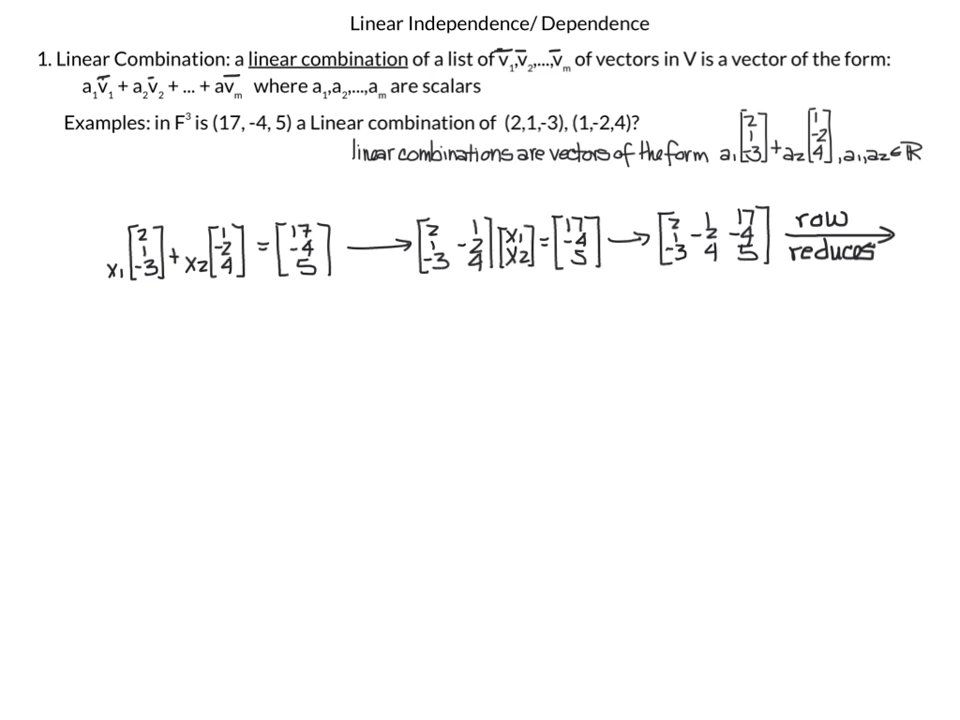 Linear Independence/ Dependence
1. Linear Combination: a linear combination of a list of v̄₁,v̄₂,...,v̄ₘ of vectors in V is a vector of the form:
a₁v̄₁ + a₂v̄₂ + ... + av̄ₘ where a₁,a₂,...,aₘ are scalars
Examples: in F³ is (17, -4, 5) a Linear combination of (2,1,-3), (1,-2,4)?
linear combinations are vectors of the form a₁[2 1 -3] + a₂[1 -2 4], a₁,a₂ ∈ ℝ
x₁[2 1 -3] + x₂[1 -2 4] = [17 -4 5] → [2 1; 1 -2; -3 4][x₁ x₂] = [17 -4 5] → [2 1 17; 1 -2 -4; -3 4 5] row reduces →